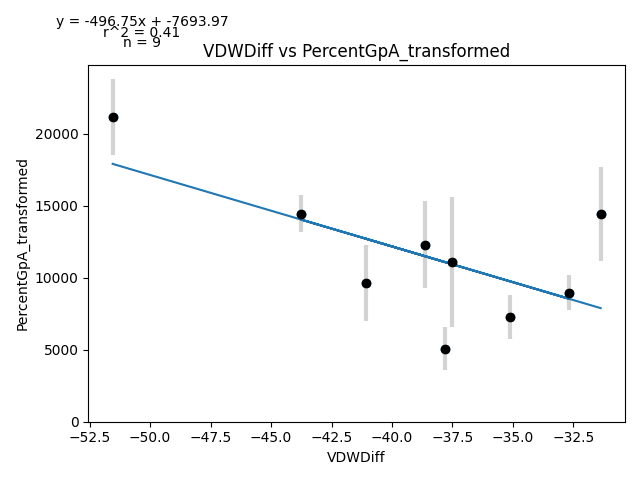 y = -496.75x + -7693.97
r^2 = 0.41
n = 9
VDWDiff vs PercentGpA_transformed
PercentGpA_transformed
20000
15000
10000
5000
0
−52.5 −50.0 −47.5 −45.0 −42.5 −40.0 −37.5 −35.0 −32.5
VDWDiff